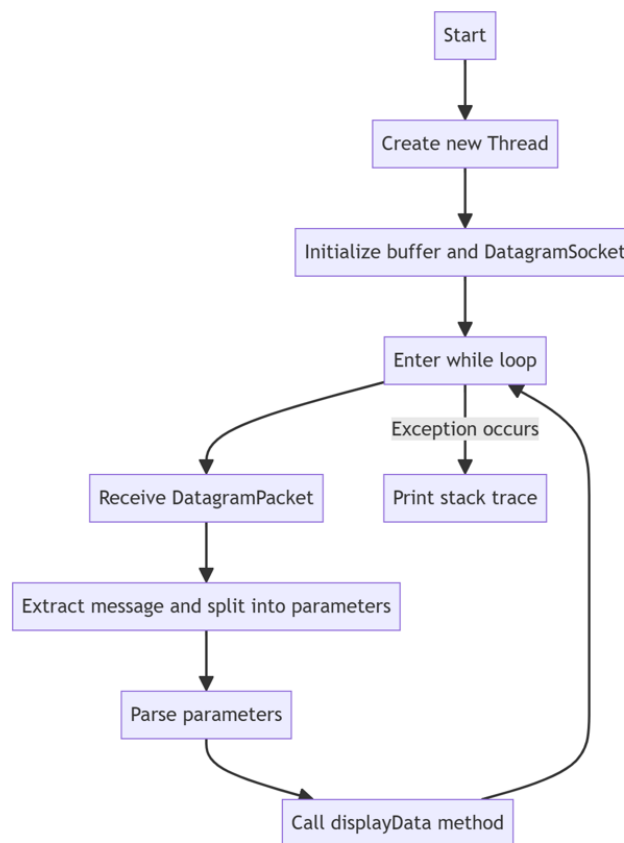 Start
Create new Thread
Initialize buffer and DatagramSocket
Enter while loop
Exception occurs
Receive DatagramPacket
Print stack trace
Extract message and split into parameters
Parse parameters
Call displayData method